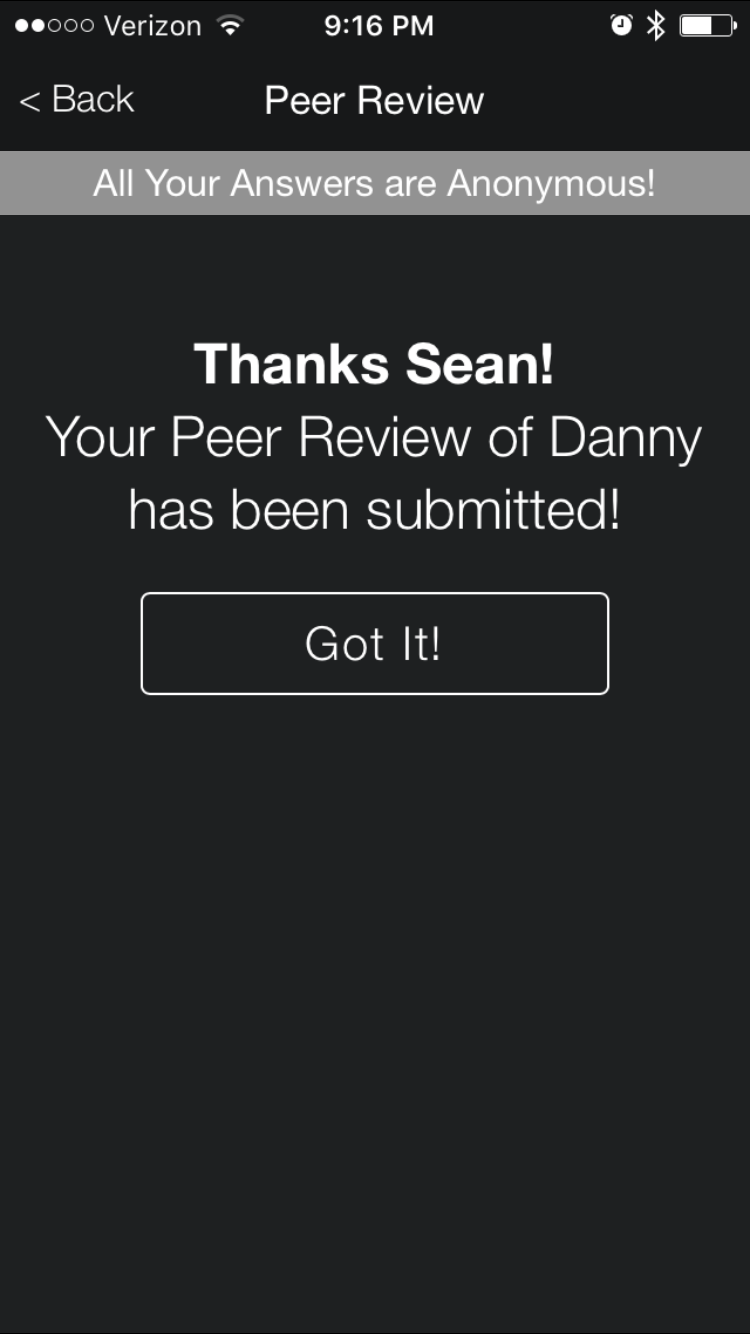 Verizon 9:16 PM
< Back Peer Review
All Your Answers are Anonymous!
Thanks Sean!
Your Peer Review of Danny
has been submitted!
Got It!